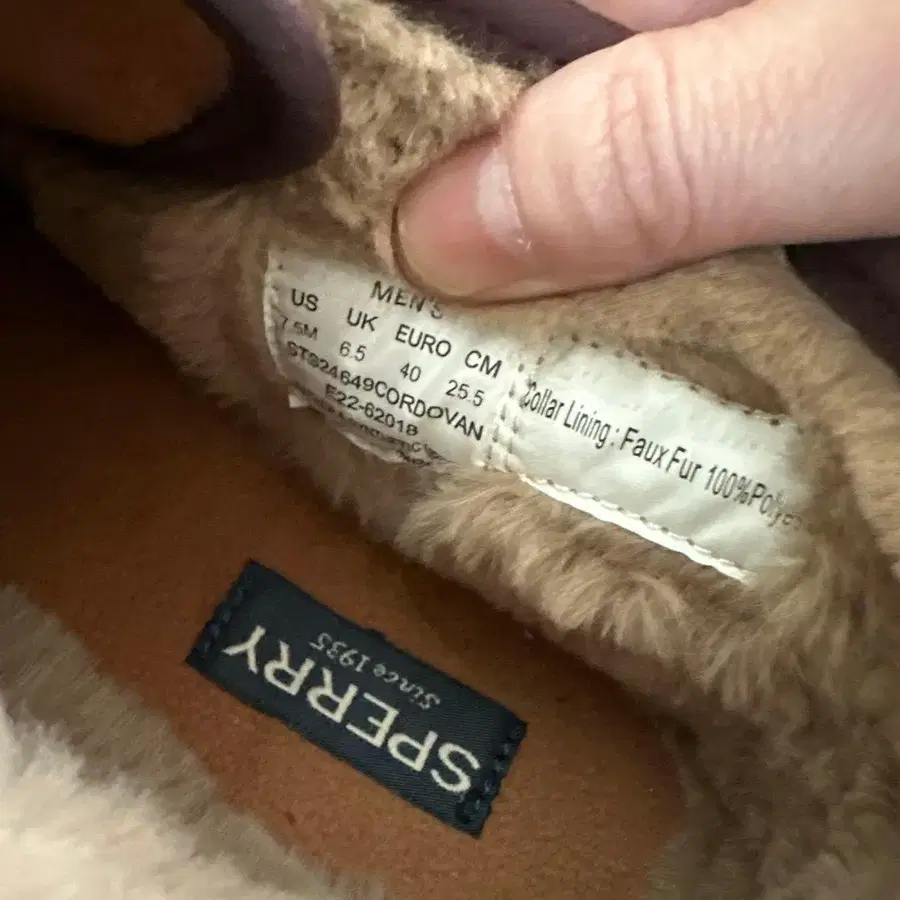 MEN'S
US UK EURO CM
7.5M 6.5 40 25.5
STS24649CORDOVAN
E22-62018
Collar Lining : Faux Fur 100%Poly
SPERRY
Since 1935